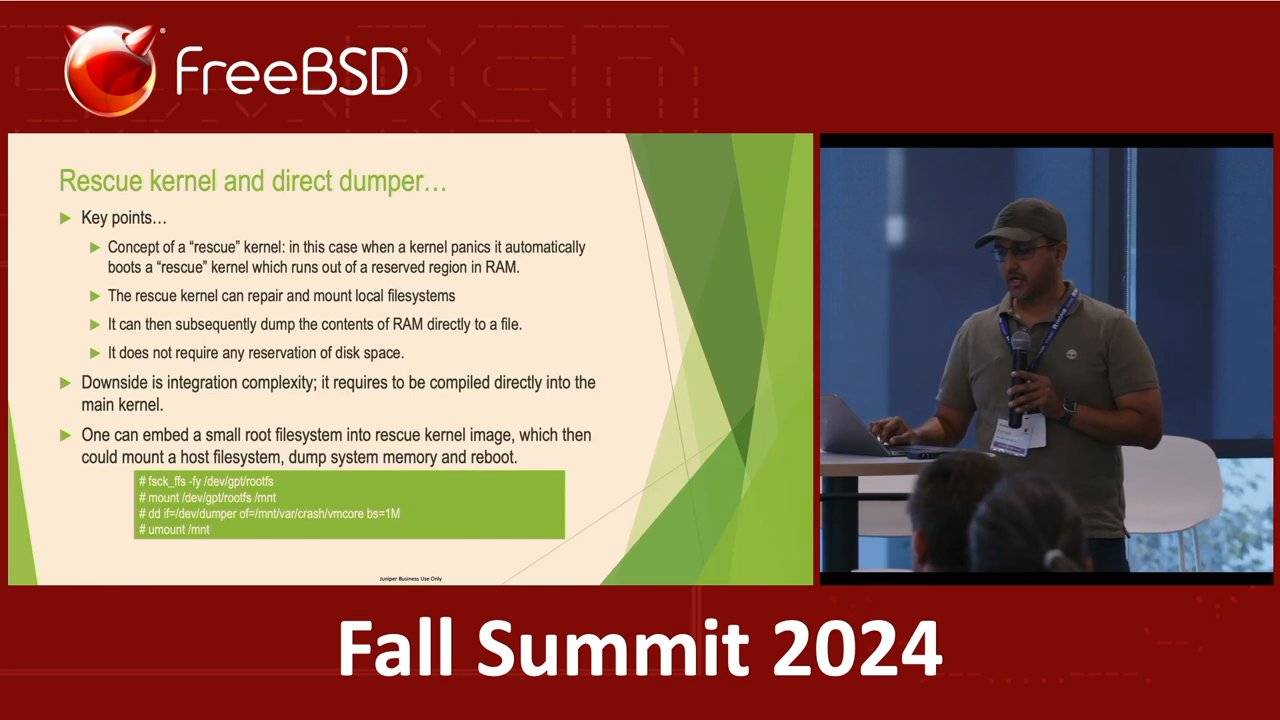 FreeBSD®
Rescue kernel and direct dumper…
Key points…
Concept of a “rescue” kernel: in this case when a kernel panics it automatically
boots a “rescue” kernel which runs out of a reserved region in RAM.
The rescue kernel can repair and mount local filesystems
It can then subsequently dump the contents of RAM directly to a file.
It does not require any reservation of disk space.
Downside is integration complexity; it requires to be compiled directly into the
main kernel.
One can embed a small root filesystem into rescue kernel image, which then
could mount a host filesystem, dump system memory and reboot.
# fsck_ffs -fy /dev/gpt/rootfs
# mount /dev/gpt/rootfs /mnt
# dd if=/dev/dumper of=/mnt/var/crash/vmcore bs=1M
# umount /mnt
Juniper Business Use Only
Fall Summit 2024